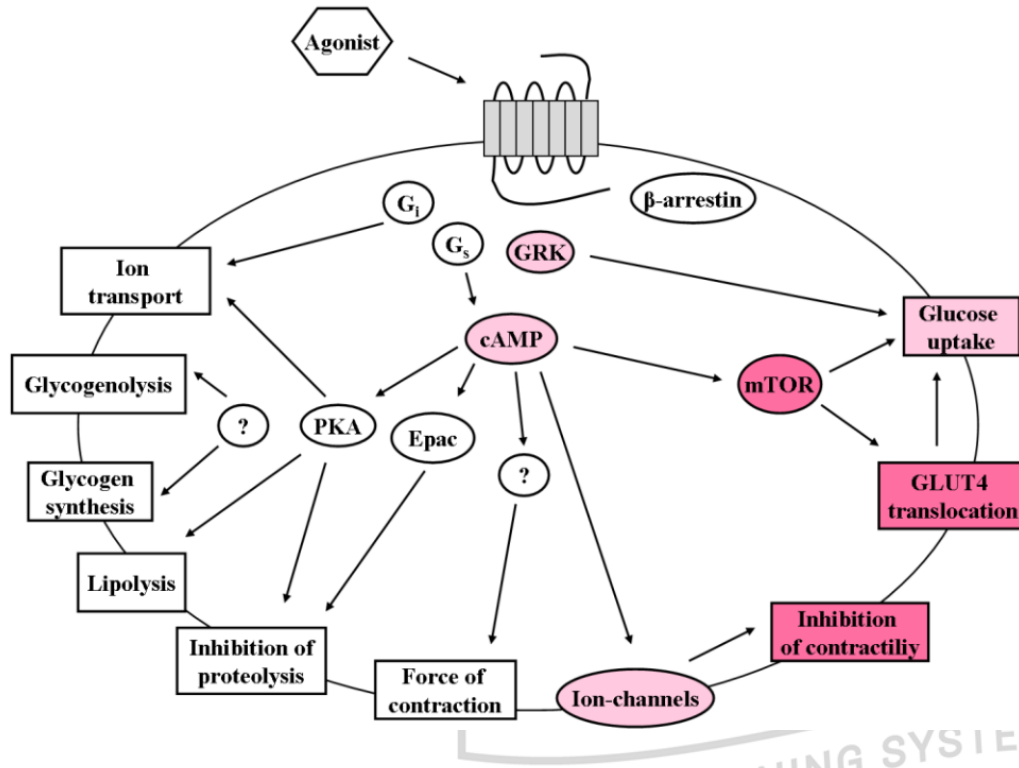 Agonist
β-arrestin
Gi
Gs
GRK
Ion
transport
Glucose
uptake
cAMP
Glycogenolysis
mTOR
?
PKA
Epac
?
Glycogen
synthesis
GLUT4
translocation
Lipolysis
Inhibition of
proteolysis
Inhibition
of contractiliy
Force of
contraction
Ion-channels
NING SYSTE